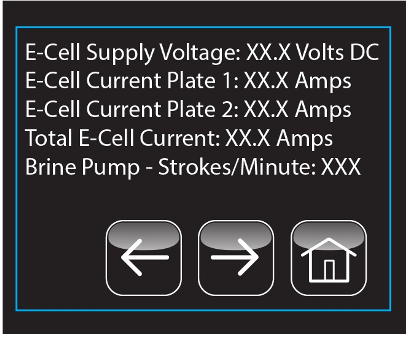 E-Cell Supply Voltage: XX.X Volts DC
E-Cell Current Plate 1: XX.X Amps
E-Cell Current Plate 2: XX.X Amps
Total E-Cell Current: XX.X Amps
Brine Pump - Strokes/Minute: XXX